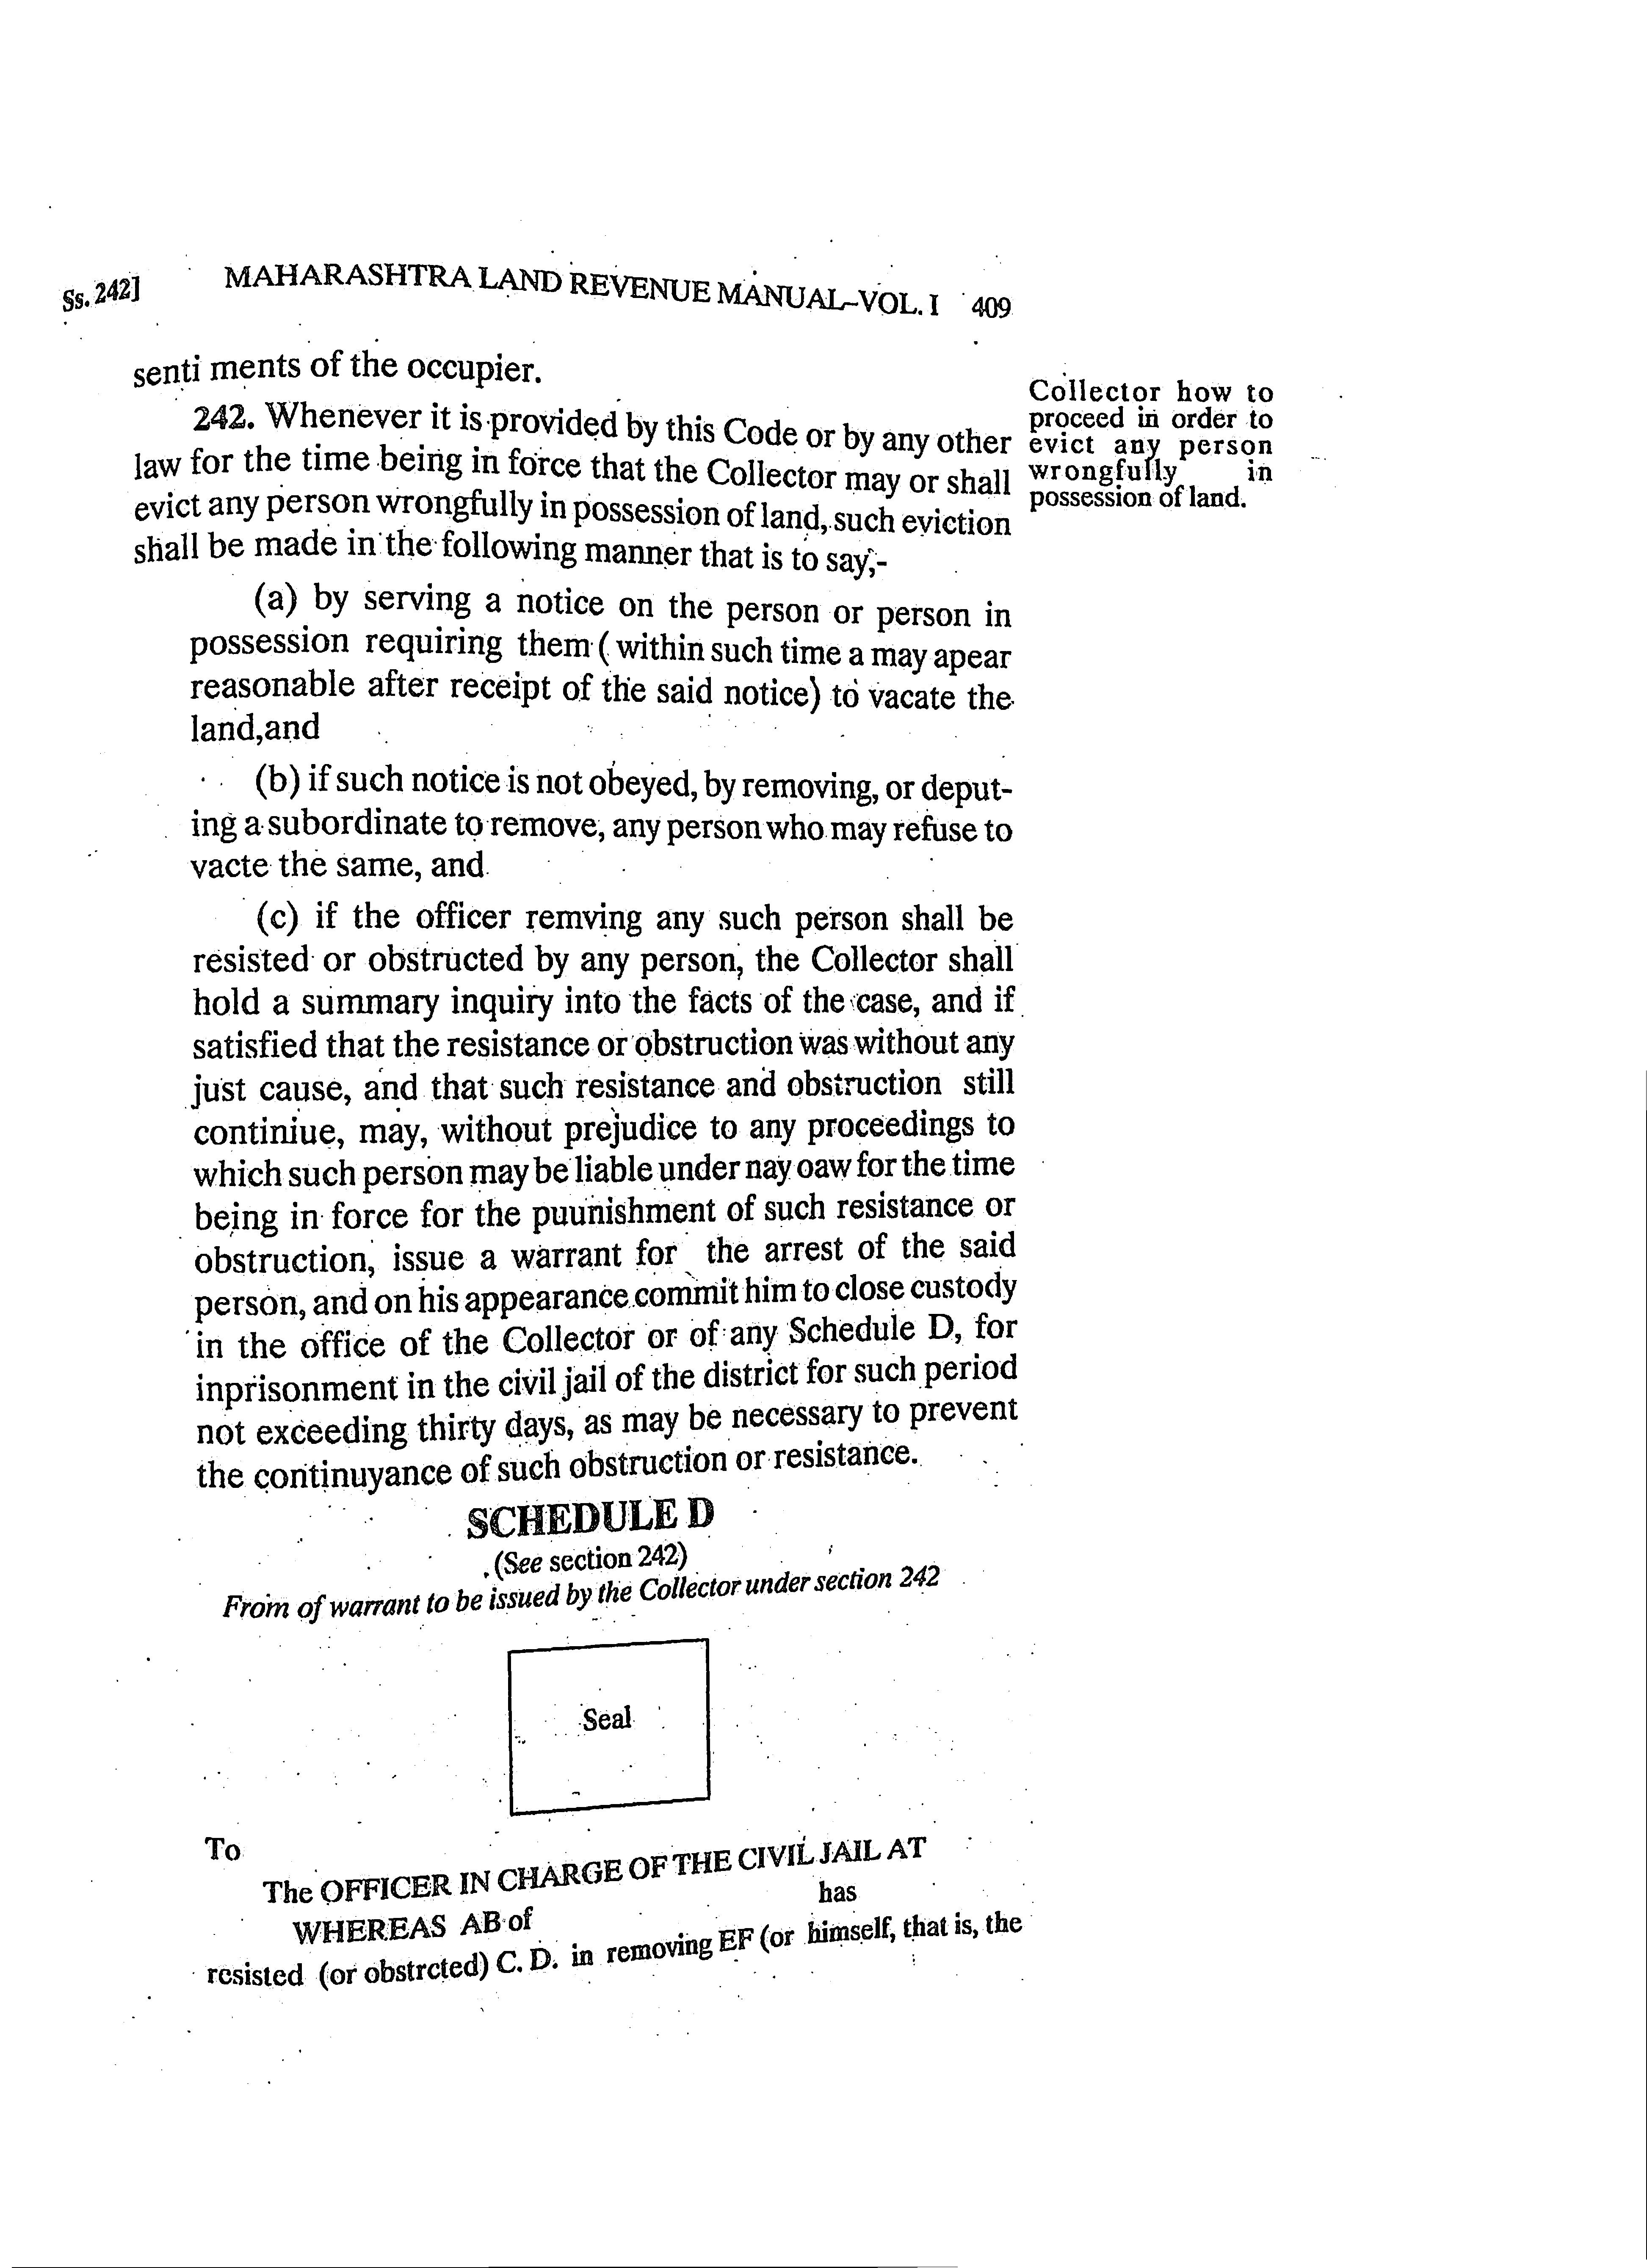 Ss. 242]
MAHARASHTRA LAND REVENUE MANUAL–VOL. I 409
senti ments of the occupier.
242. Whenever it is provided by this Code or by any other
law for the time being in force that the Collector may or shall
evict any person wrongfully in possession of land, such eviction
shall be made in the following manner that is to say,-
Collector how to
proceed in order to
evict any person
wrongfully in
possession of land.
(a) by serving a notice on the person or person in
possession requiring them ( within such time a may apear
reasonable after receipt of the said notice) to vacate the
land,and
(b) if such notice is not obeyed, by removing, or deput-
ing a subordinate to remove, any person who may refuse to
vacte the same, and
(c) if the officer remving any such person shall be
resisted or obstructed by any person, the Collector shall
hold a summary inquiry into the facts of the case, and if
satisfied that the resistance or obstruction was without any
just cause, and that such resistance and obstruction still
continiue, may, without prejudice to any proceedings to
which such person may be liable under nay oaw for the time
being in force for the puunishment of such resistance or
obstruction, issue a warrant for the arrest of the said
person, and on his appearance commit him to close custody
in the office of the Collector or of any Schedule D, for
inprisonment in the civil jail of the district for such period
not exceeding thirty days, as may be necessary to prevent
the continuyance of such obstruction or resistance.
SCHEDULE D
(See section 242)
From of warrant to be issued by the Collector under section 242
Seal
To
The OFFICER IN CHARGE OF THE CIVIL JAIL AT
WHEREAS AB of has
resisted (or obstrcted) C. D. in removing EF (or himself, that is, the